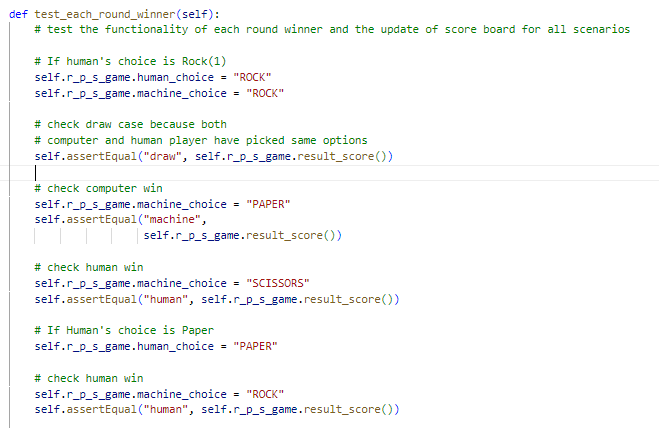 def test_each_round_winner(self):
# test the functionality of each round winner and the update of score board for all scenarios
# If human's choice is Rock(1)
self.r_p_s_game.human_choice = "ROCK"
self.r_p_s_game.machine_choice = "ROCK"
# check draw case because both
# computer and human player have picked same options
self.assertEqual("draw", self.r_p_s_game.result_score())
# check computer win
self.r_p_s_game.machine_choice = "PAPER"
self.assertEqual("machine",
self.r_p_s_game.result_score())
# check human win
self.r_p_s_game.machine_choice = "SCISSORS"
self.assertEqual("human", self.r_p_s_game.result_score())
# If Human's choice is Paper
self.r_p_s_game.human_choice = "PAPER"
# check human win
self.r_p_s_game.machine_choice = "ROCK"
self.assertEqual("human", self.r_p_s_game.result_score())